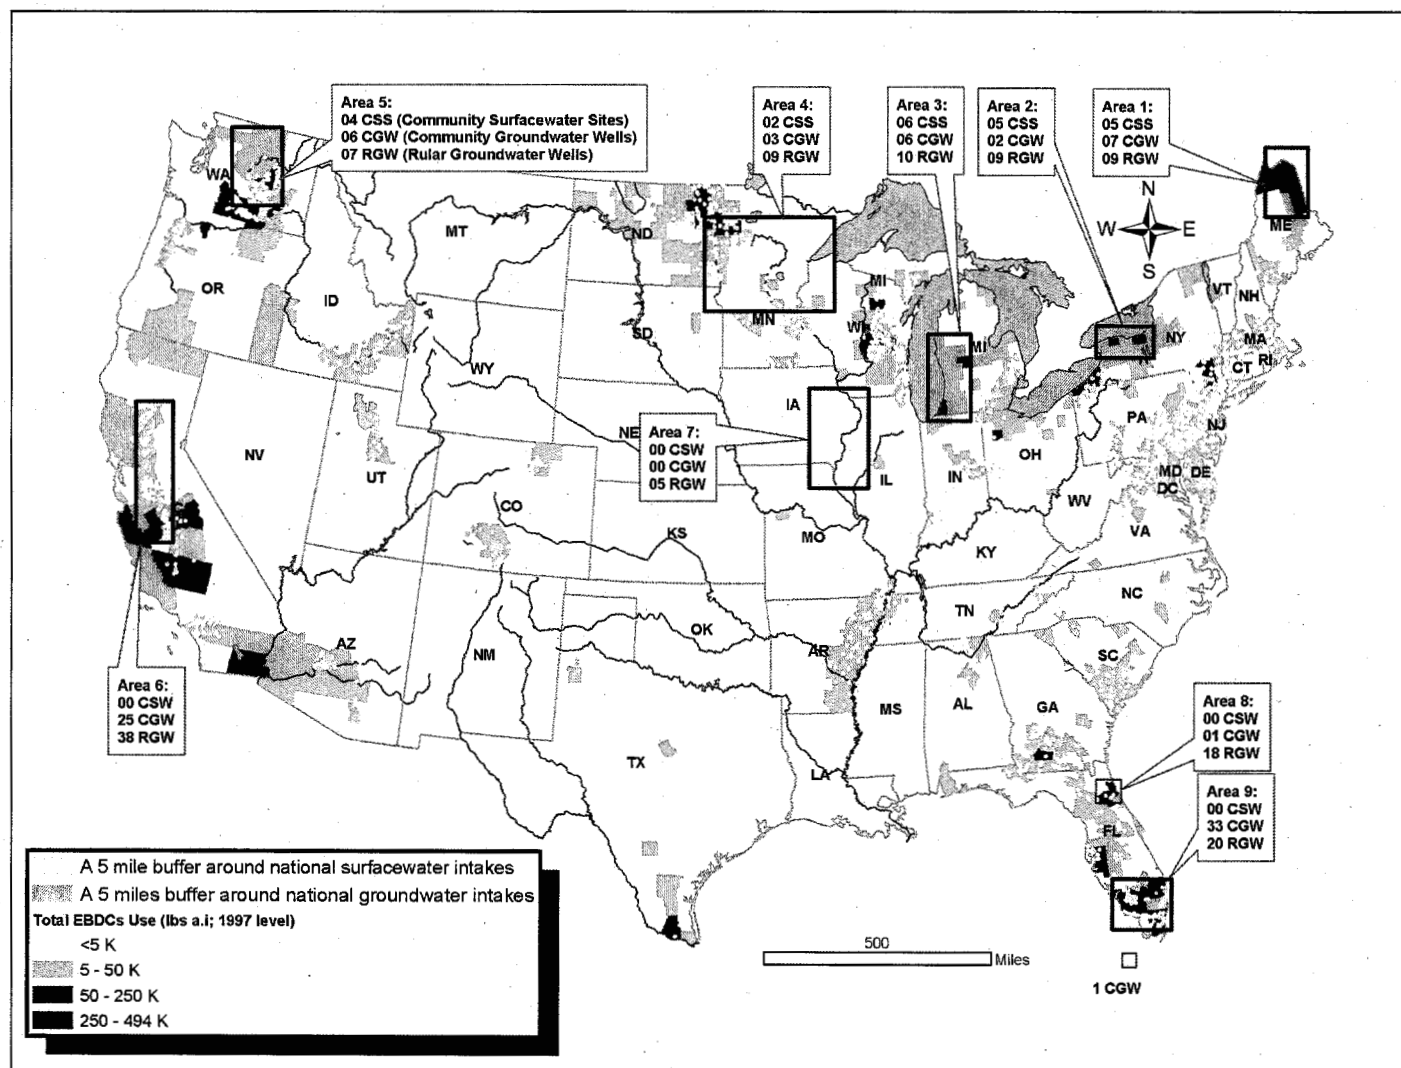 Area 5:
04 CSS (Community Surfacewater Sites)
06 CGW (Community Groundwater Wells)
07 RGW (Rular Groundwater Wells)
Area 4:
02 CSS
03 CGW
09 RGW
Area 3:
06 CSS
06 CGW
10 RGW
Area 2:
05 CSS
02 CGW
09 RGW
Area 1:
05 CSS
07 CGW
09 RGW
N
W
E
S
WA
MT
ND
MN
MI
WI
MI
ME
VT
NH
NY
MA
CT
RI
OR
ID
WY
SD
IA
NE
Area 7:
00 CSW
00 CGW
05 RGW
IL
IN
OH
PA
NJ
MD
DE
DC
WV
VA
NV
UT
CO
KS
MO
KY
TN
NC
AZ
NM
OK
AR
SC
TX
LA
MS
AL
GA
FL
Area 6:
00 CSW
25 CGW
38 RGW
Area 8:
00 CSW
01 CGW
18 RGW
Area 9:
00 CSW
33 CGW
20 RGW
A 5 mile buffer around national surfacewater intakes
A 5 miles buffer around national groundwater intakes
Total EBDCs Use (lbs a.i; 1997 level)
<5 K
5 - 50 K
50 - 250 K
250 - 494 K
500
Miles
1 CGW